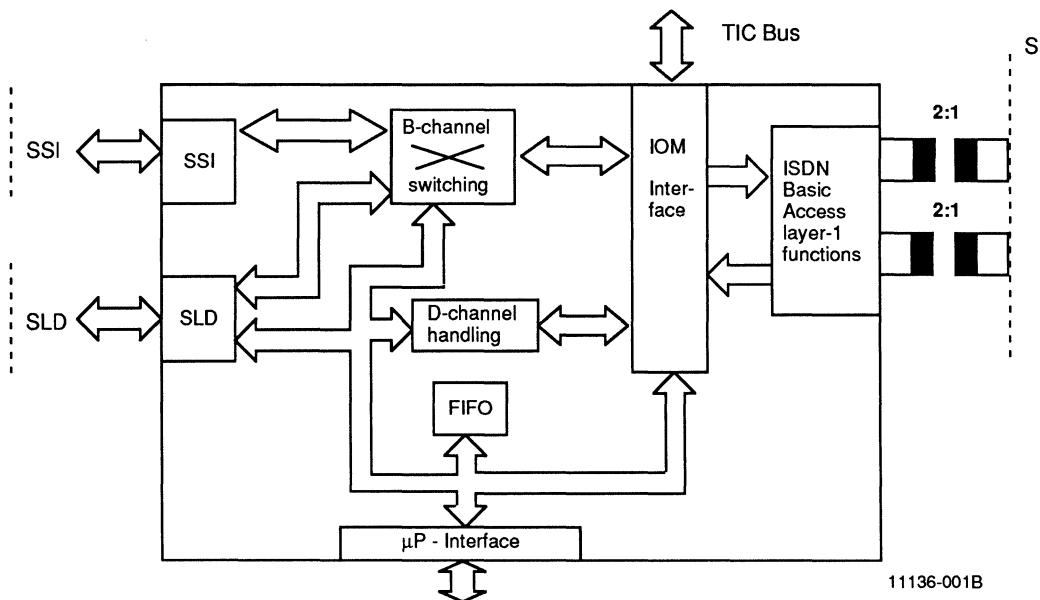 TIC Bus
S
2:1
SSI
SSI
B-channel
switching
IOM
Inter-
face
ISDN
Basic
Access
layer-1
functions
2:1
SLD
SLD
D-channel
handling
FIFO
µP - Interface
11136-001B